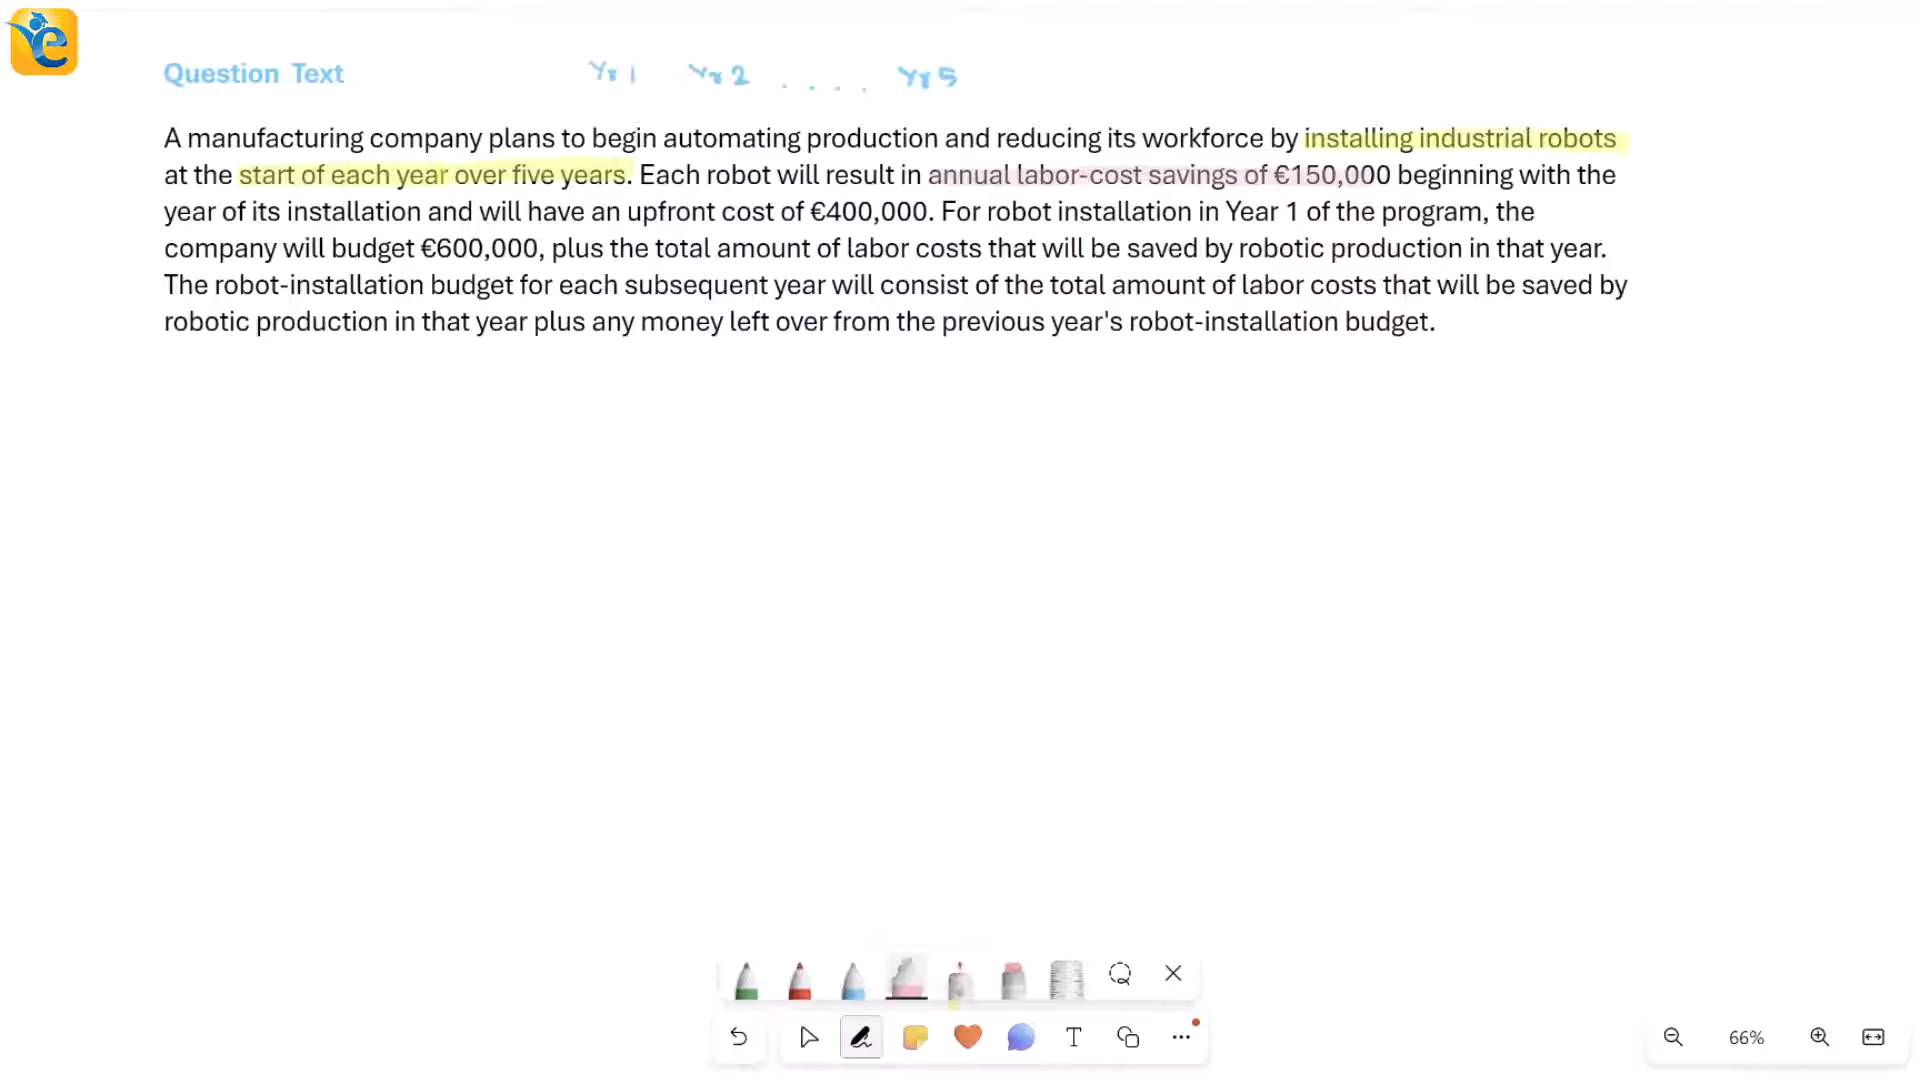 Question Text Yr 1 Yr 2 . . . . Yr 5
A manufacturing company plans to begin automating production and reducing its workforce by installing industrial robots
at the start of each year over five years. Each robot will result in annual labor-cost savings of €150,000 beginning with the
year of its installation and will have an upfront cost of €400,000. For robot installation in Year 1 of the program, the
company will budget €600,000, plus the total amount of labor costs that will be saved by robotic production in that year.
The robot-installation budget for each subsequent year will consist of the total amount of labor costs that will be saved by
robotic production in that year plus any money left over from the previous year's robot-installation budget.
66%